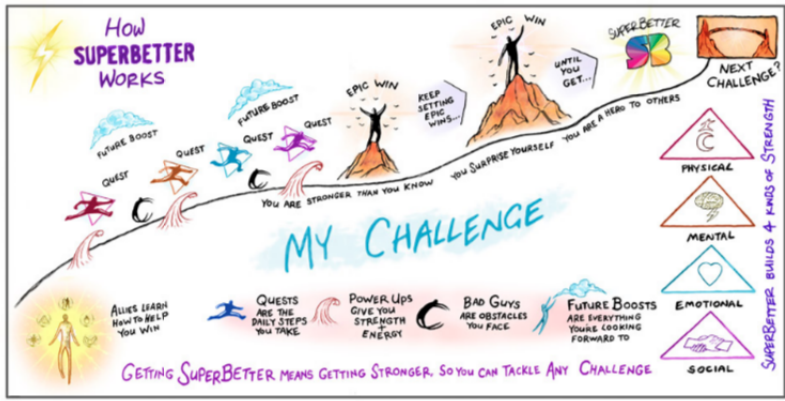 How
SUPERBETTER
WORKS
FUTURE BOOST
FUTURE BOOST
QUEST
QUEST
QUEST
QUEST
EPIC WIN
KEEP
SETTING
EPIC
WINS...
EPIC WIN
UNTIL
YOU
GET...
SUPERBETTER
SB
NEXT
CHALLENGE?
YOU ARE STRONGER THAN YOU KNOW
YOU SURPRISE YOURSELF
YOU ARE A HERO TO OTHERS
MY CHALLENGE
PHYSICAL
MENTAL
EMOTIONAL
SOCIAL
SUPERBETTER BUILDS 4 KINDS OF STRENGTH
ALLIES LEARN
HOW TO HELP
YOU WIN
QUESTS
ARE THE
DAILY STEPS
YOU TAKE
POWER UPS
GIVE YOU
STRENGTH
+
ENERGY
BAD GUYS
ARE OBSTACLES
YOU FACE
FUTURE BOOSTS
ARE EVERYTHING
YOU'RE LOOKING
FORWARD TO
GETTING SUPERBETTER MEANS GETTING STRONGER, SO YOU CAN TACKLE ANY CHALLENGE